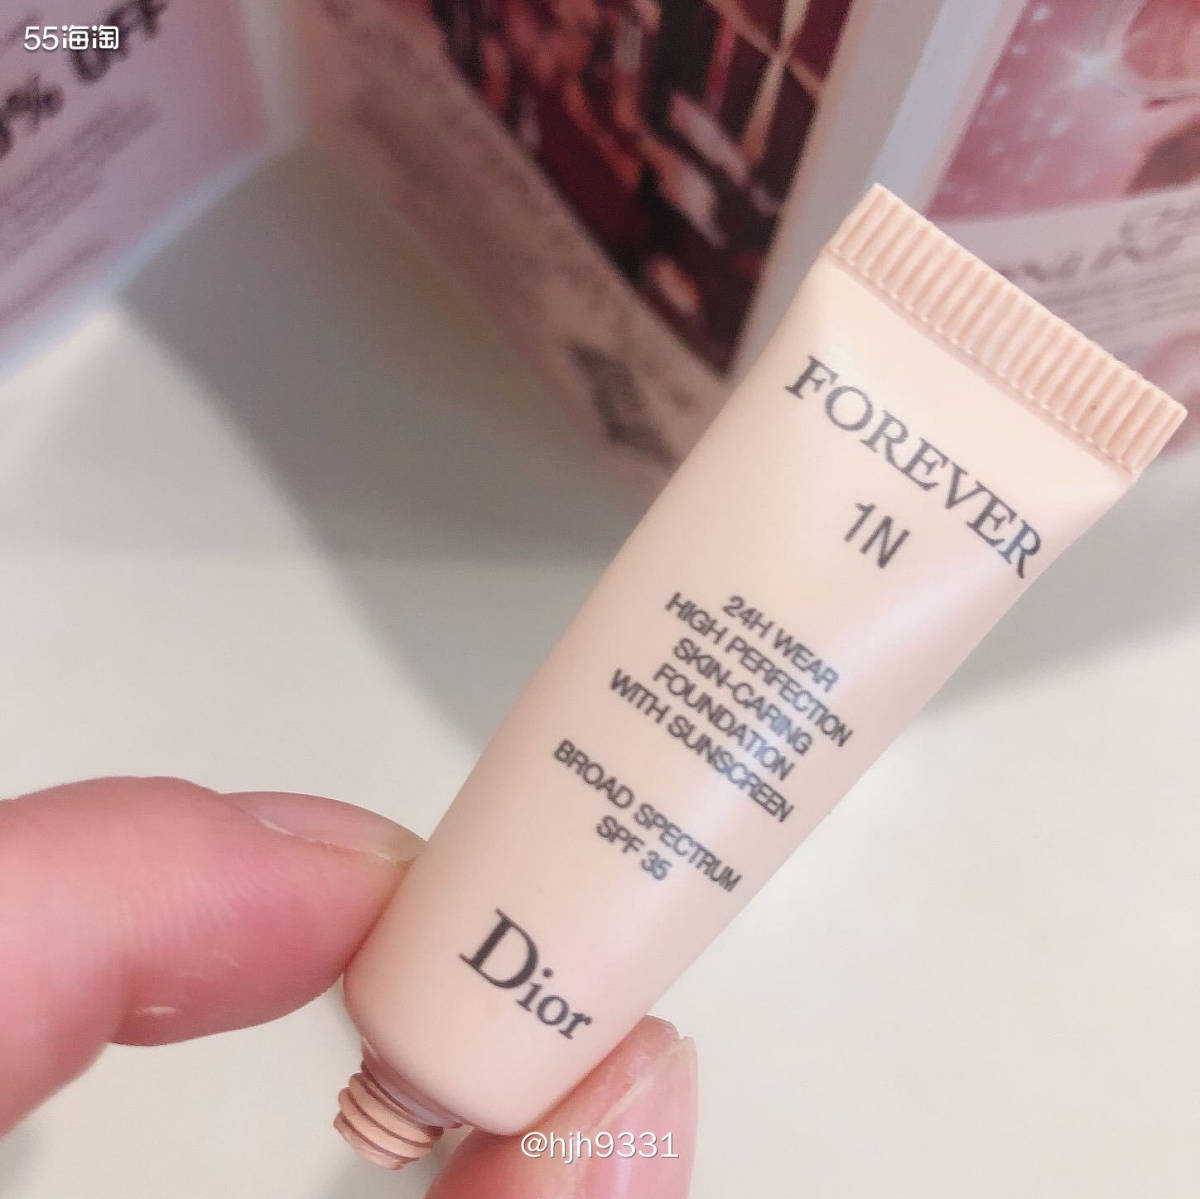 55海淘
% OFF
FOREVER
1N
24H WEAR
HIGH PERFECTION
SKIN-CARING
FOUNDATION
WITH SUNSCREEN
BROAD SPECTRUM
SPF 35
Dior
@hjh9331